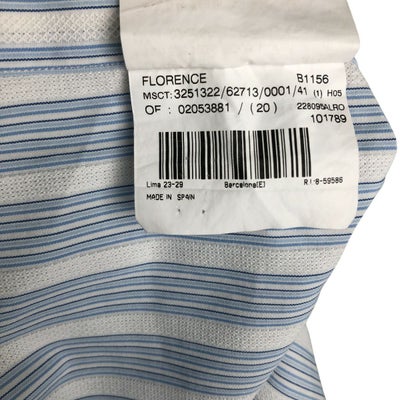 FLORENCE B1156
MSCT: 3251322/62713/0001/41 (1) H05
OF : 02053881 / (20) 228095ALRO
101789
Lima 23-29 Barcelona(E) R.I:8-59586
MADE IN SPAIN